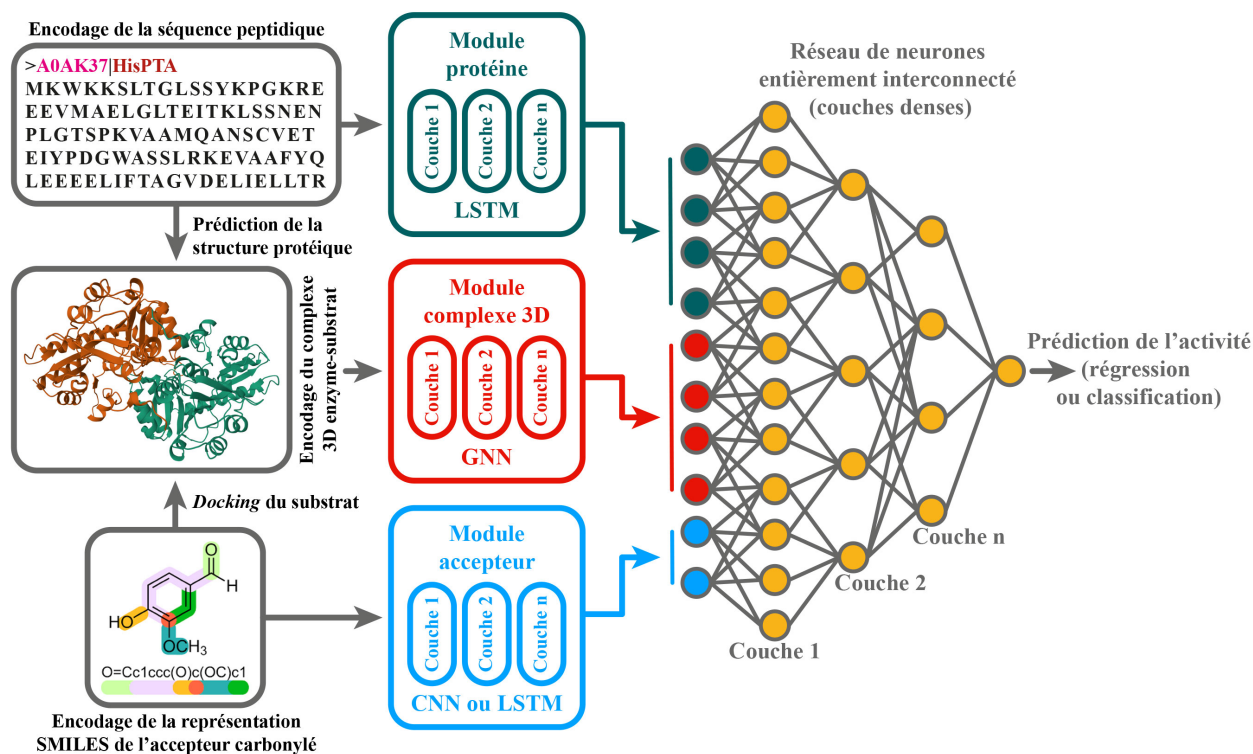 Encodage de la séquence peptidique
>A0AK37|HisPTA
MKWKKSLTGLSSYKPGKRE
EEVMAELGLTEITKLSSNEN
PLGTSPKVAAMQANSCVET
EIYPDGWASSLRKEVAAFYQ
LEEEELIFTAGVDELIELLTR
Prédiction de la
structure protéique
Encodage du complexe
3D enzyme-substrat
Docking du substrat
O
H
HO
OCH3
O=Cc1ccc(O)c(OC)c1
Encodage de la représentation
SMILES de l’accepteur carbonylé
Module
protéine
Couche 1
Couche 2
Couche n
LSTM
Module
complexe 3D
Couche 1
Couche 2
Couche n
GNN
Module
accepteur
Couche 1
Couche 2
Couche n
CNN ou LSTM
Réseau de neurones
entièrement interconnecté
(couches denses)
Couche 1
Couche 2
Couche n
Prédiction de l’activité
(régression
ou classification)